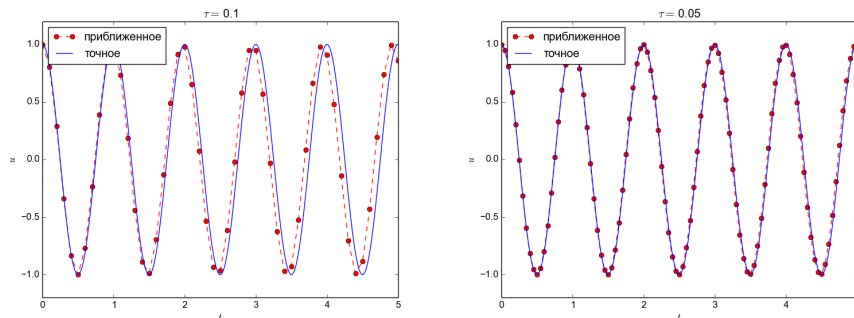 τ = 0.1
приближенное
точное
u
1.0
0.5
0.0
−0.5
−1.0
0
1
2
3
4
5
t
τ = 0.05
приближенное
точное
u
1.0
0.5
0.0
−0.5
−1.0
0
1
2
3
4
t